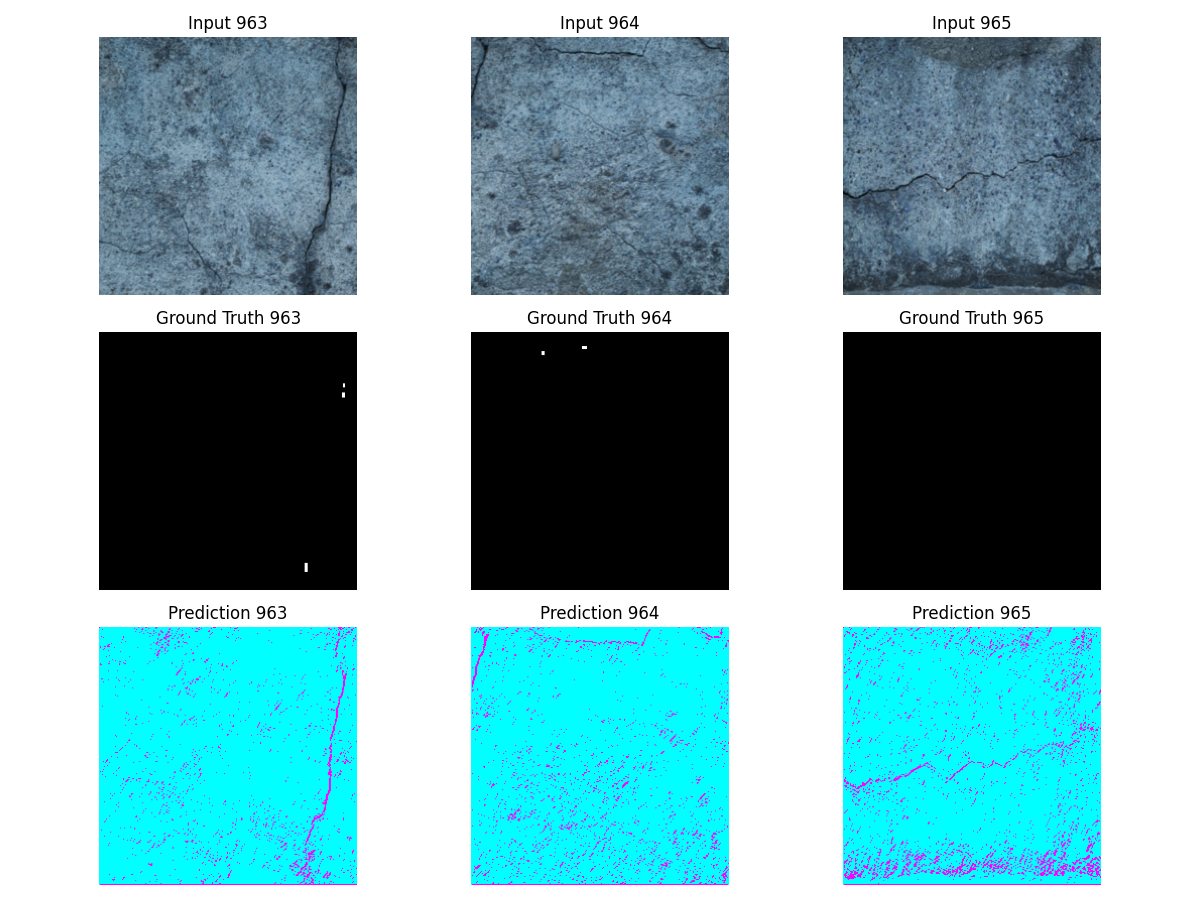 Input 963
Input 964
Input 965
Ground Truth 963
Ground Truth 964
Ground Truth 965
Prediction 963
Prediction 964
Prediction 965